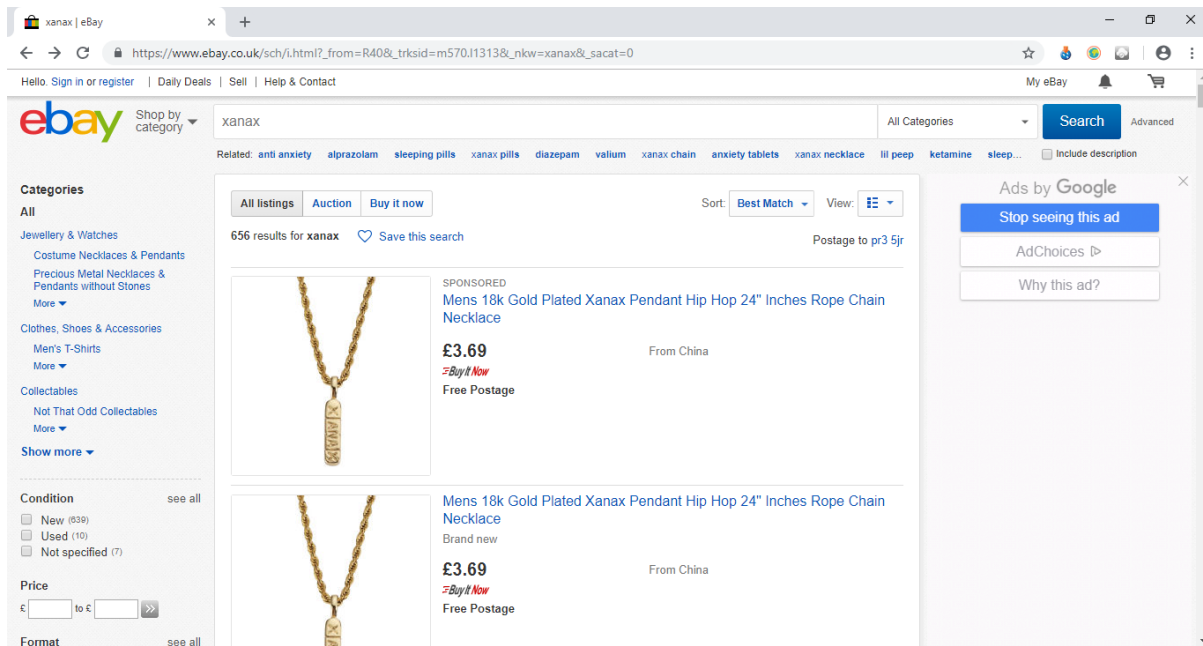 xanax | eBay
https://www.ebay.co.uk/sch/i.html?_from=R40&_trksid=m570.l1313&_nkw=xanax&_sacat=0
Hello. Sign in or register | Daily Deals | Sell | Help & Contact My eBay
ebay
Shop by
category
xanax
All Categories
Search
Advanced
Related: anti anxiety alprazolam sleeping pills xanax pills diazepam valium xanax chain anxiety tablets xanax necklace lil peep ketamine sleep... Include description
Categories
All
Jewellery & Watches
Costume Necklaces & Pendants
Precious Metal Necklaces &
Pendants without Stones
More
Clothes, Shoes & Accessories
Men's T-Shirts
More
Collectables
Not That Odd Collectables
More
Show more
Condition see all
New (639)
Used (10)
Not specified (7)
Price
£ to £
Format see all
All listings Auction Buy it now
Sort: Best Match View:
656 results for xanax Save this search
Postage to pr3 5jr
XANAX
SPONSORED
Mens 18k Gold Plated Xanax Pendant Hip Hop 24" Inches Rope Chain
Necklace
£3.69 From China
Buy It Now
Free Postage
XA
Mens 18k Gold Plated Xanax Pendant Hip Hop 24" Inches Rope Chain
Necklace
Brand new
£3.69 From China
Buy It Now
Free Postage
Ads by Google
Stop seeing this ad
AdChoices
Why this ad?